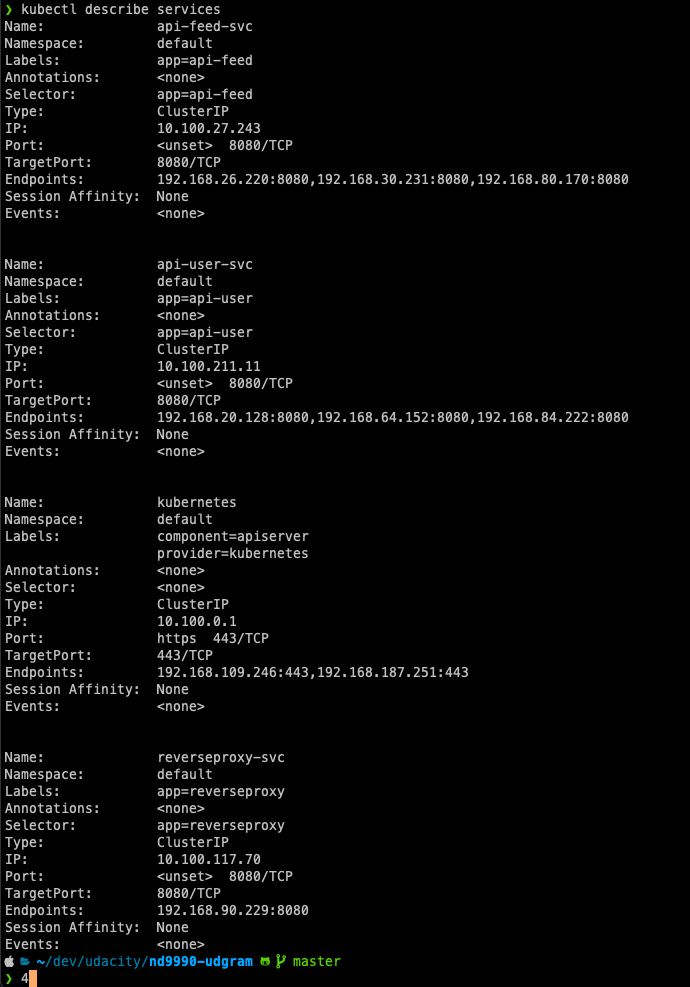 ❯ kubectl describe services
Name:              api-feed-svc
Namespace:         default
Labels:            app=api-feed
Annotations:       <none>
Selector:          app=api-feed
Type:              ClusterIP
IP:                10.100.27.243
Port:              <unset>  8080/TCP
TargetPort:        8080/TCP
Endpoints:         192.168.26.220:8080,192.168.30.231:8080,192.168.80.170:8080
Session Affinity:  None
Events:            <none>

Name:              api-user-svc
Namespace:         default
Labels:            app=api-user
Annotations:       <none>
Selector:          app=api-user
Type:              ClusterIP
IP:                10.100.211.11
Port:              <unset>  8080/TCP
TargetPort:        8080/TCP
Endpoints:         192.168.20.128:8080,192.168.64.152:8080,192.168.84.222:8080
Session Affinity:  None
Events:            <none>

Name:              kubernetes
Namespace:         default
Labels:            component=apiserver
                   provider=kubernetes
Annotations:       <none>
Selector:          <none>
Type:              ClusterIP
IP:                10.100.0.1
Port:              https  443/TCP
TargetPort:        443/TCP
Endpoints:         192.168.109.246:443,192.168.187.251:443
Session Affinity:  None
Events:            <none>

Name:              reverseproxy-svc
Namespace:         default
Labels:            app=reverseproxy
Annotations:       <none>
Selector:          app=reverseproxy
Type:              ClusterIP
IP:                10.100.117.70
Port:              <unset>  8080/TCP
TargetPort:        8080/TCP
Endpoints:         192.168.90.229:8080
Session Affinity:  None
Events:            <none>
~/dev/udacity/nd9990-udgram master
❯ 4